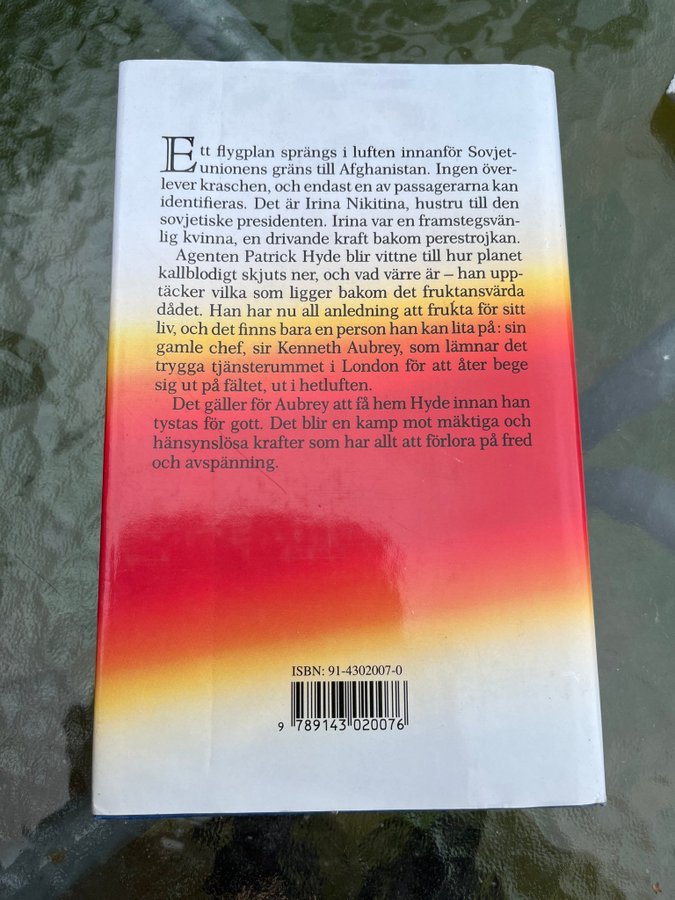 Ett flygplan sprängs i luften innanför Sovjet-
unionens gräns till Afghanistan. Ingen över-
lever kraschen, och endast en av passagerarna kan
identifieras. Det är Irina Nikitina, hustru till den
sovjetiske presidenten. Irina var en framstegsvän-
lig kvinna, en drivande kraft bakom perestrojkan.
Agenten Patrick Hyde blir vittne till hur planet
kallblodigt skjuts ner, och vad värre är – han upp-
täcker vilka som ligger bakom det fruktansvärda
dådet. Han har nu all anledning att frukta för sitt
liv, och det finns bara en person han kan lita på: sin
gamle chef, sir Kenneth Aubrey, som lämnar det
trygga tjänsterummet i London för att åter bege
sig ut på fältet, ut i hetluften.
Det gäller för Aubrey att få hem Hyde innan han
tystas för gott. Det blir en kamp mot mäktiga och
hänsynslösa krafter som har allt att förlora på fred
och avspänning.
ISBN: 91-4302007-0
9 789143 020076